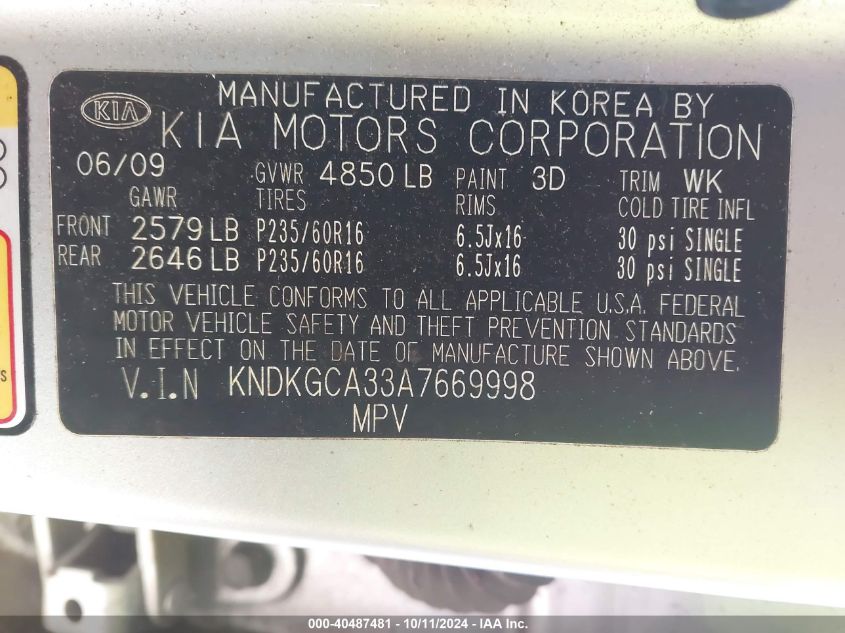 KIA
MANUFACTURED IN KOREA BY
KIA MOTORS CORPORATION
06/09 GVWR 4850 LB PAINT 3D TRIM WK
GAWR TIRES RIMS COLD TIRE INFL
FRONT 2579 LB P235/60R16 6.5Jx16 30 psi SINGLE
REAR 2646 LB P235/60R16 6.5Jx16 30 psi SINGLE
THIS VEHICLE CONFORMS TO ALL APPLICABLE U.S.A. FEDERAL
MOTOR VEHICLE SAFETY AND THEFT PREVENTION STANDARDS
IN EFFECT ON THE DATE OF MANUFACTURE SHOWN ABOVE.
V.I.N KNDKGCA33A7669998
MPV
000-40487481 - 10/11/2024 - IAA Inc.